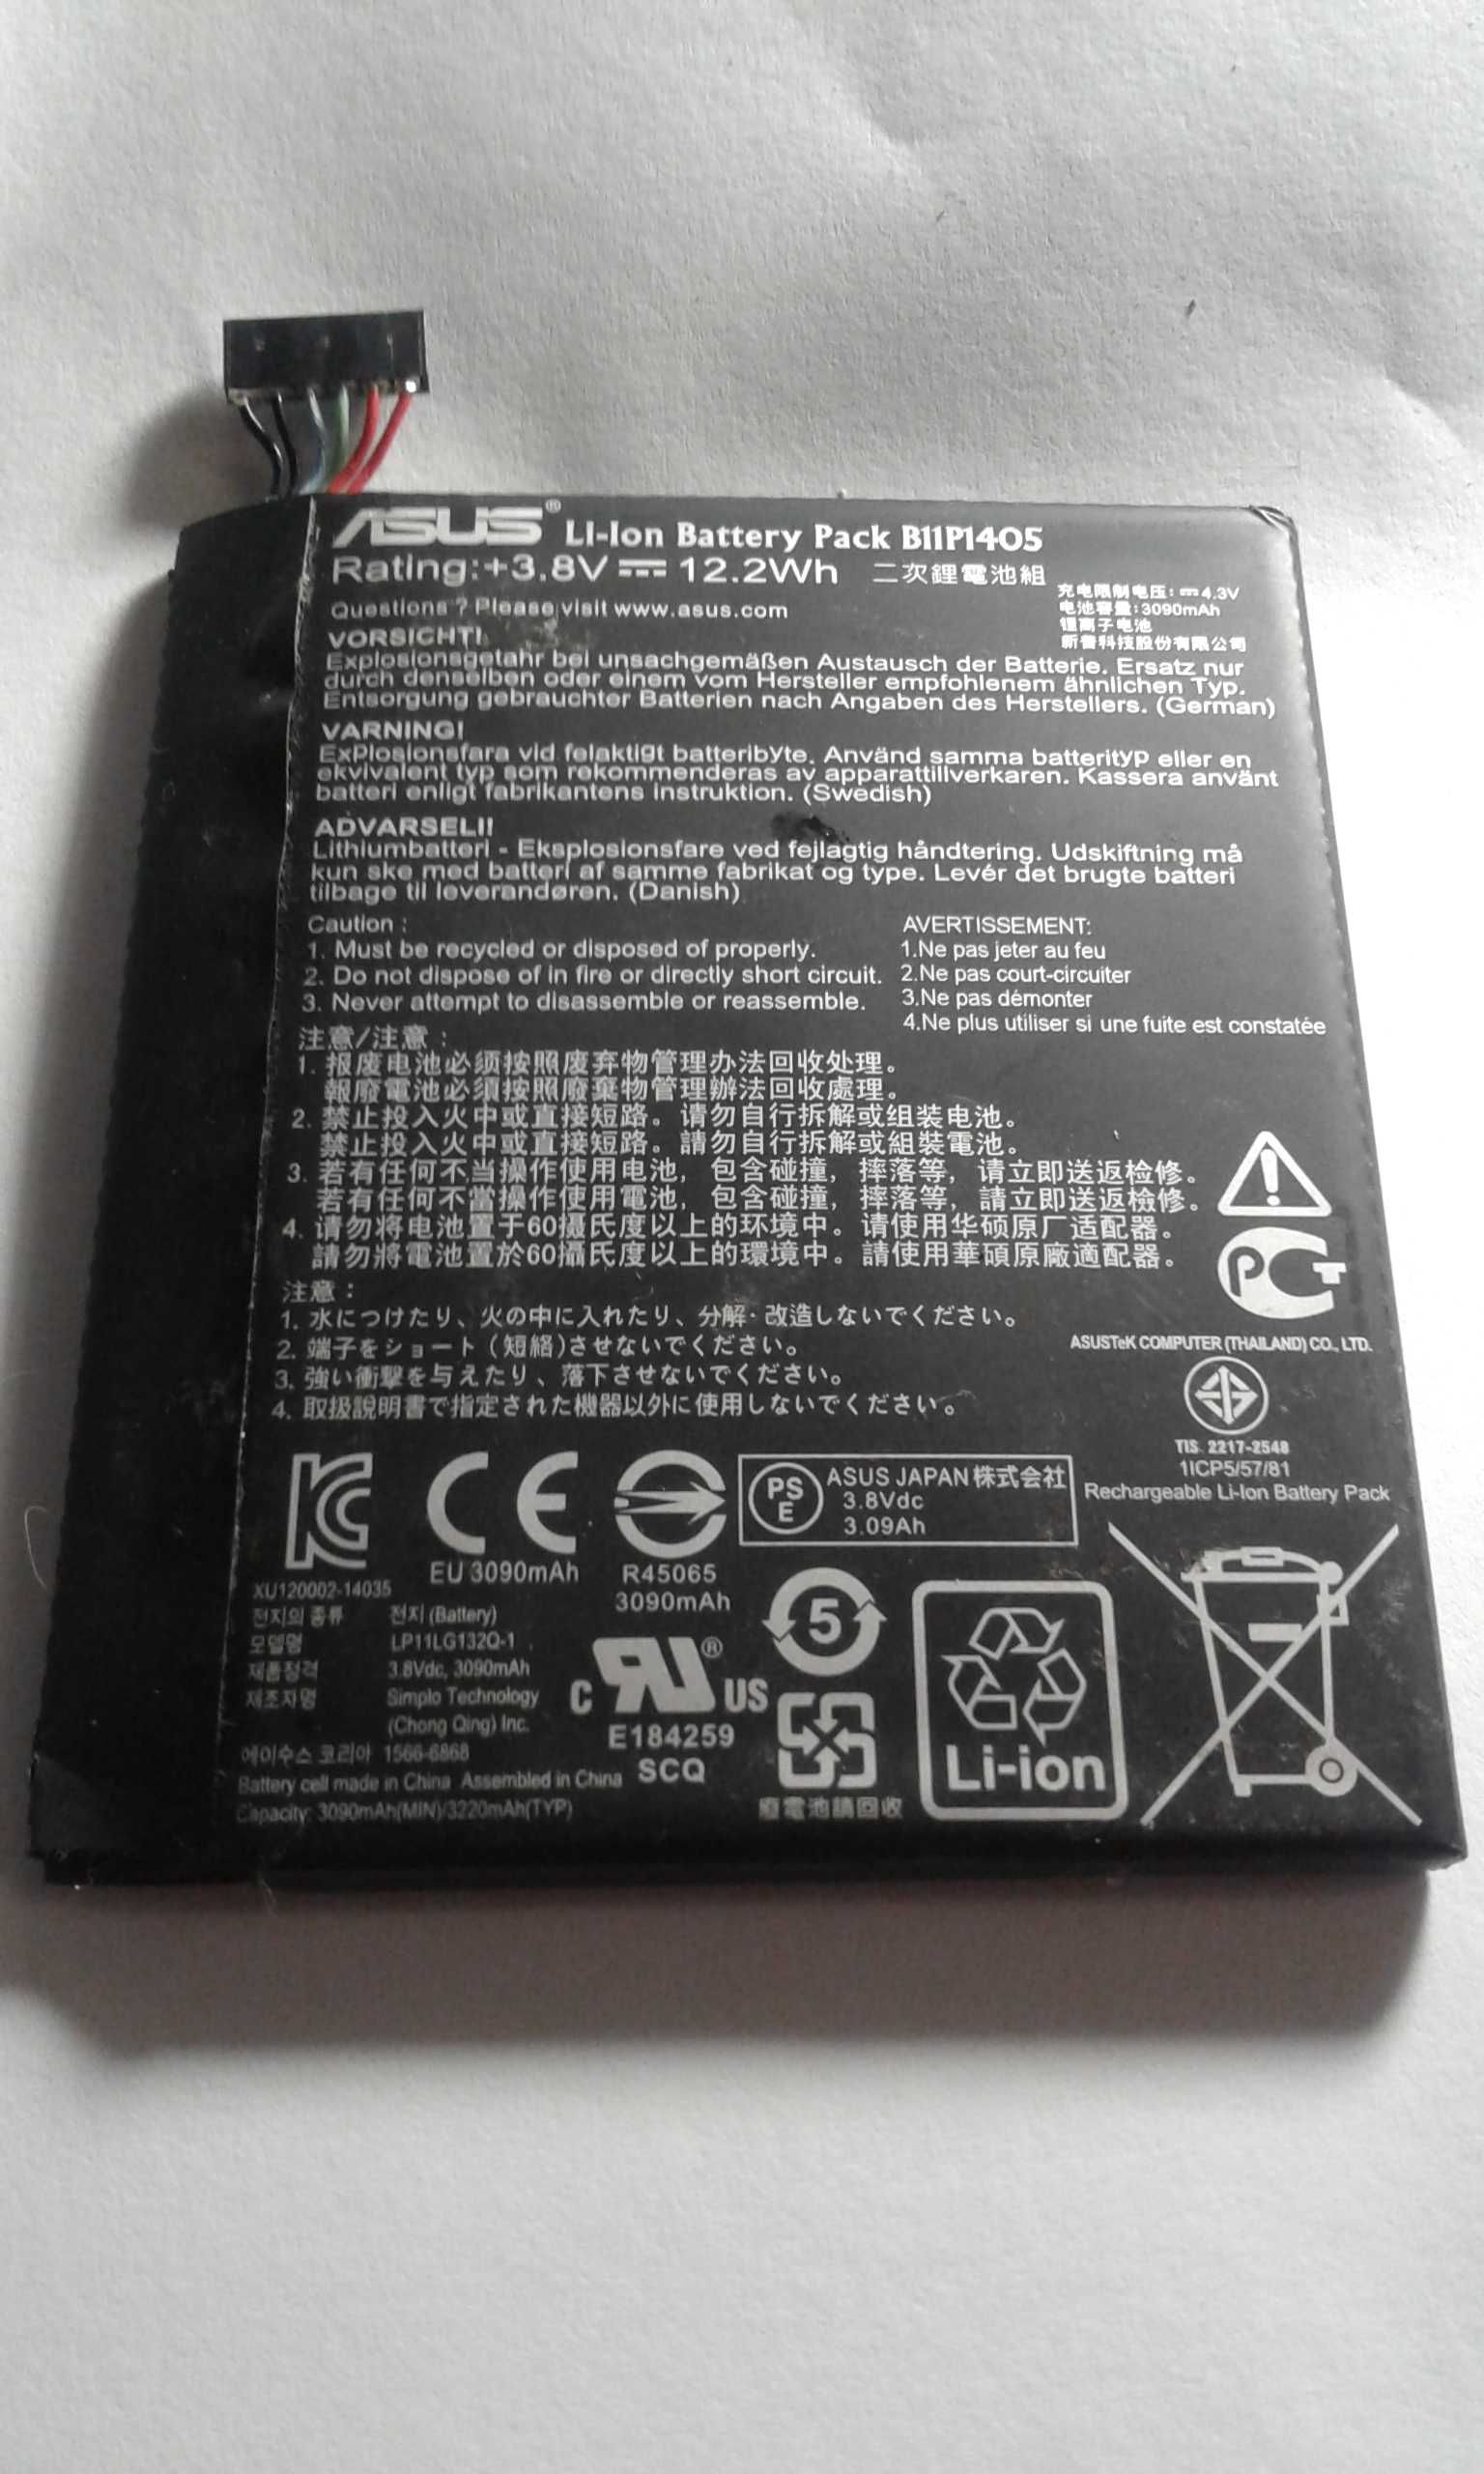 ASUS® Li-Ion Battery Pack B11P1405
Rating:+3.8V⎓12.2Wh 二次鋰電池組
Questions ? Please visit www.asus.com
充电限制电压:⎓4.3V
电池容量:3090mAh
锂离子电池
新普科技股份有限公司
VORSICHT!
Explosionsgefahr bei unsachgemäßen Austausch der Batterie. Ersatz nur
durch denselben oder einem vom Hersteller empfohlenem ähnlichen Typ.
Entsorgung gebrauchter Batterien nach Angaben des Herstellers. (German)
VARNING!
Explosionsfara vid felaktigt batteribyte. Använd samma batterityp eller en
ekvivalent typ som rekommenderas av apparattillverkaren. Kassera använt
batteri enligt fabrikantens instruktion. (Swedish)
ADVARSEL!!
Lithiumbatteri - Eksplosionsfare ved fejlagtig håndtering. Udskiftning må
kun ske med batteri af samme fabrikat og type. Levér det brugte batteri
tilbage til leverandøren. (Danish)
Caution :
1. Must be recycled or disposed of properly.
2. Do not dispose of in fire or directly short circuit.
3. Never attempt to disassemble or reassemble.
AVERTISSEMENT:
1.Ne pas jeter au feu
2.Ne pas court-circuiter
3.Ne pas démonter
4.Ne plus utiliser si une fuite est constatée
注意/注意:
1. 报废电池必须按照废弃物管理办法回收处理。
報廢電池必須按照廢棄物管理辦法回收處理。
2. 禁止投入火中或直接短路。请勿自行拆解或组装电池。
禁止投入火中或直接短路。請勿自行拆解或組裝電池。
3. 若有任何不当操作使用电池,包含碰撞,摔落等,请立即送返检修。
若有任何不當操作使用電池,包含碰撞,摔落等,請立即送返檢修。
4. 请勿将电池置于60摄氏度以上的环境中。请使用华硕原厂适配器。
請勿將電池置於60攝氏度以上的環境中。請使用華碩原廠適配器。
注意:
1. 水につけたり、火の中に入れたり、分解·改造しないでください。
2. 端子をショート(短絡)させないでください。
3. 強い衝撃を与えたり、落下させないでください。
4. 取扱説明書で指定された機器以外に使用しないでください。
PCT
ASUSTeK COMPUTER (THAILAND) CO., LTD.
TIS 2217-2548
1ICP5/57/81
Rechargeable Li-Ion Battery Pack
KC
CE
EU 3090mAh
R45065
3090mAh
PSE
ASUS JAPAN 株式会社
3.8Vdc
3.09Ah
XU120002-14035
전지의 종류 전지 (Battery)
모델명 LP11LG132Q-1
제품정격 3.8Vdc, 3090mAh
제조자명 Simplo Technology
(Chong Qing) Inc.
에이수스 코리아 1566-6868
Battery cell made in China Assembled in China
Capacity: 3090mAh(MIN)/3220mAh(TYP)
c RU® US
E184259
SCQ
5
廢電池請回收
Li-ion